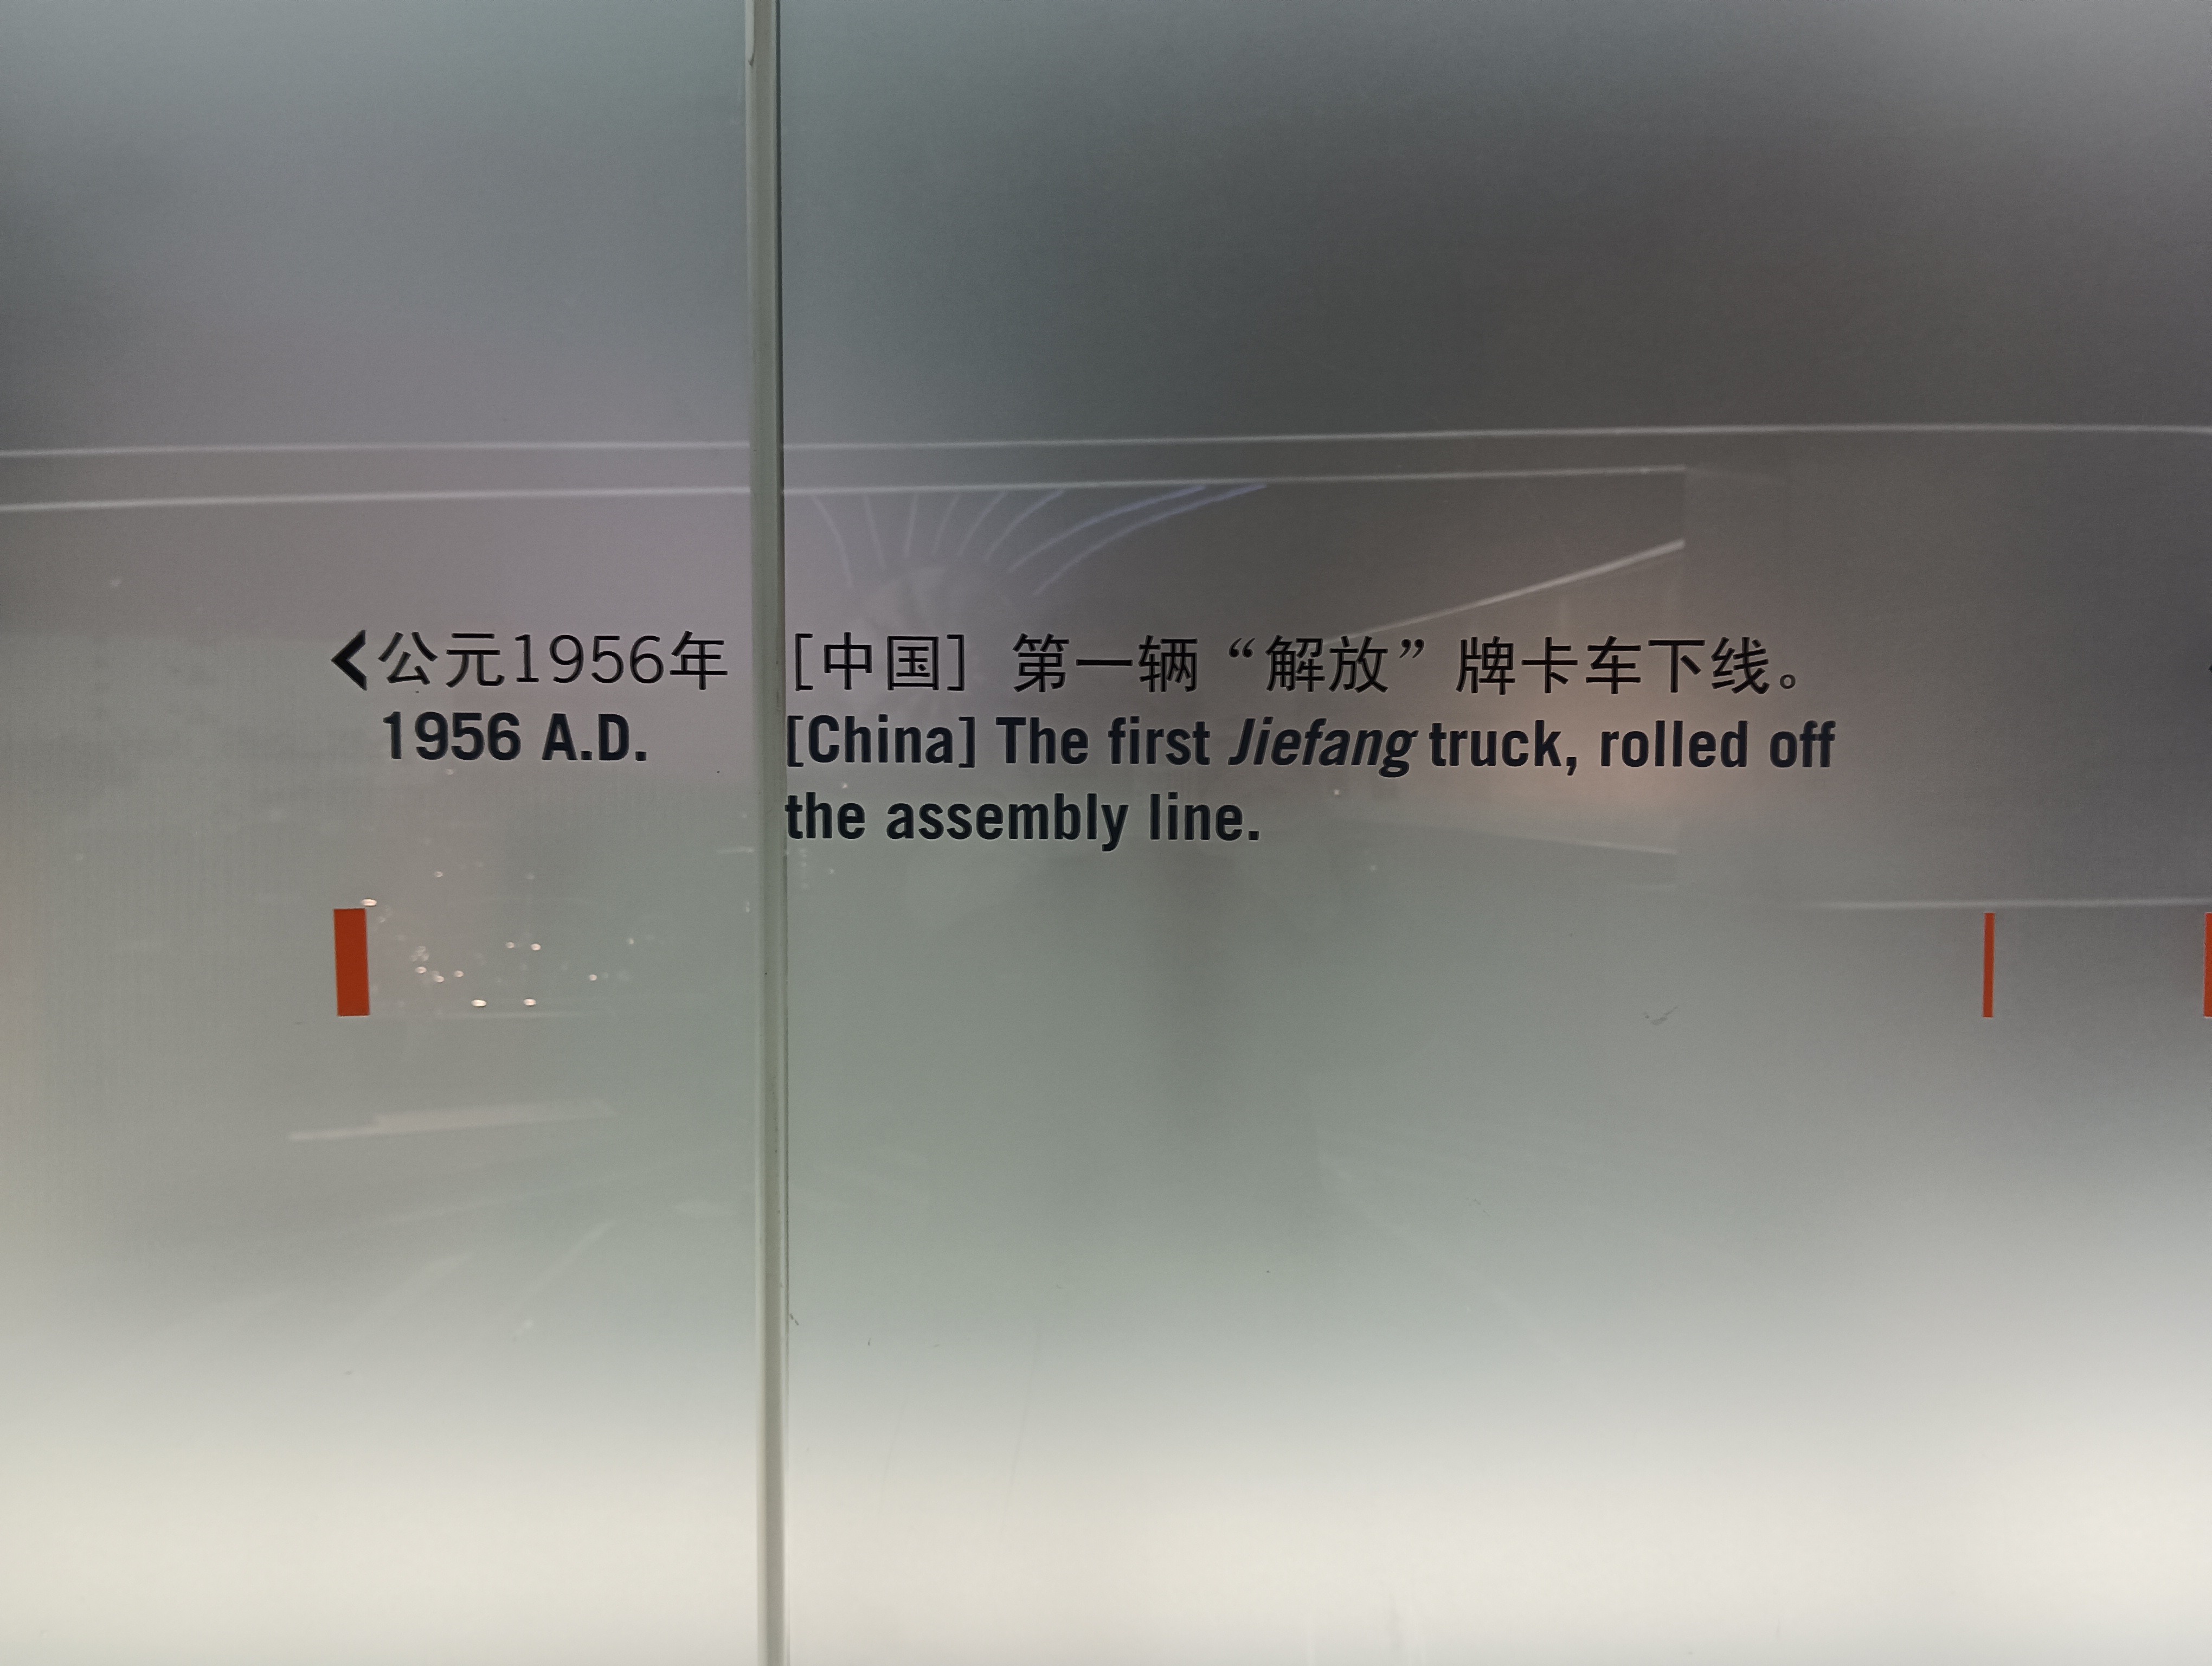 公元1956年 [中国] 第一辆“解放”牌卡车下线。
1956 A.D. [China] The first Jiefang truck, rolled off
the assembly line.